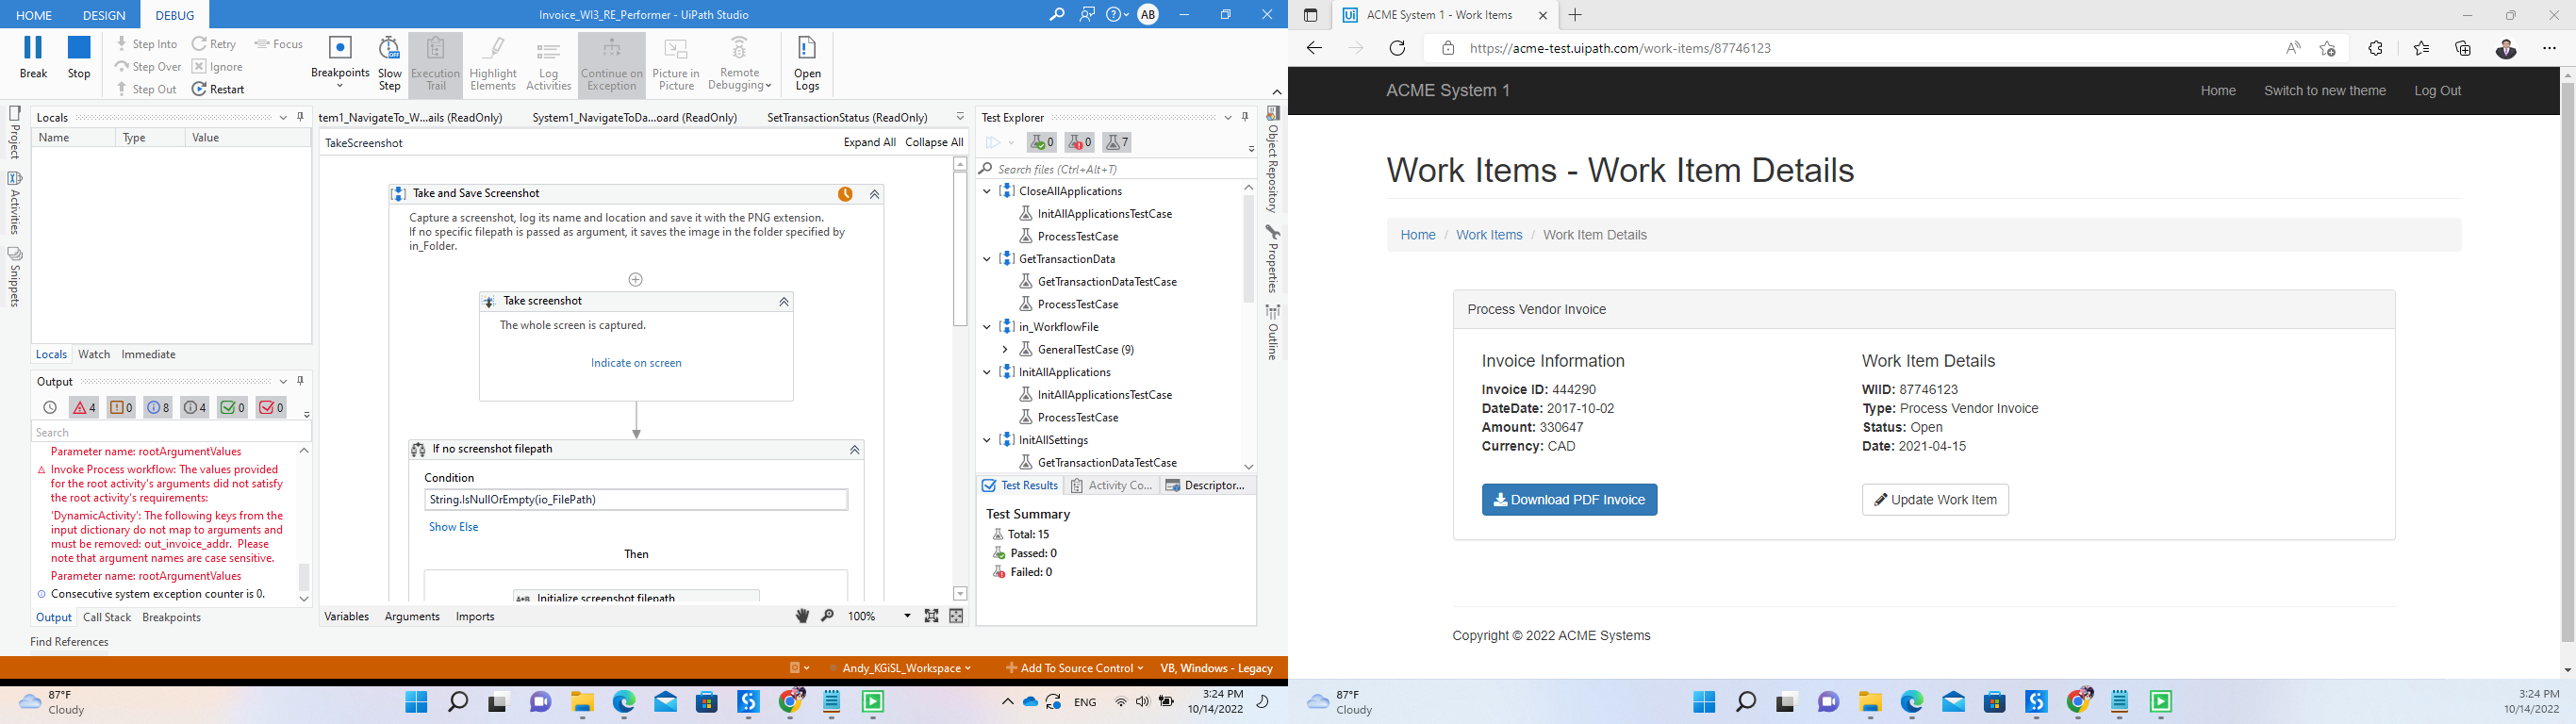 HOME DESIGN DEBUG
Invoice_WI3_RE_Performer - UiPath Studio
AB
Break
Stop
Step Into
Step Over
Step Out
Retry
Ignore
Restart
Focus
Breakpoints
Slow Step
Execution Trail
Highlight Elements
Log Activities
Continue on Exception
Picture in Picture
Remote Debugging
Open Logs
Project
Activities
Snippets
Locals
Name Type Value
Locals Watch Immediate
Output
4 0 8 4 0 0
Search
Parameter name: rootArgumentValues
Invoke Process workflow: The values provided
for the root activity's arguments did not satisfy
the root activity's requirements:
'DynamicActivity': The following keys from the
input dictionary do not map to arguments and
must be removed: out_invoice_addr. Please
note that argument names are case sensitive.
Parameter name: rootArgumentValues
Consecutive system exception counter is 0.
Output Call Stack Breakpoints
Find References
tem1_NavigateTo_W...ails (ReadOnly) System1_NavigateToDa...oard (ReadOnly) SetTransactionStatus (ReadOnly)
TakeScreenshot
Expand All Collapse All
Take and Save Screenshot
Capture a screenshot, log its name and location and save it with the PNG extension.
If no specific filepath is passed as argument, it saves the image in the folder specified by
in_Folder.
Take screenshot
The whole screen is captured.
Indicate on screen
If no screenshot filepath
Condition
String.IsNullOrEmpty(io_FilePath)
Show Else
Then
A+B Initialize screenshot filepath
Variables Arguments Imports
100%
Test Explorer
0 0 7
Search files (Ctrl+Alt+T)
CloseAllApplications
InitAllApplicationsTestCase
ProcessTestCase
GetTransactionData
GetTransactionDataTestCase
ProcessTestCase
in_WorkflowFile
GeneralTestCase (9)
InitAllApplications
InitAllApplicationsTestCase
ProcessTestCase
InitAllSettings
GetTransactionDataTestCase
Test Results Activity Co... Descriptor...
Test Summary
Total: 15
Passed: 0
Failed: 0
Object Repository
Properties
Outline
Andy_KGiSL_Workspace
Add To Source Control
VB, Windows - Legacy
87°F
Cloudy
ENG
3:24 PM
10/14/2022
Ui ACME System 1 - Work Items
https://acme-test.uipath.com/work-items/87746123
ACME System 1
Home Switch to new theme Log Out
Work Items - Work Item Details
Home / Work Items / Work Item Details
Process Vendor Invoice
Invoice Information
Invoice ID: 444290
DateDate: 2017-10-02
Amount: 330647
Currency: CAD
Download PDF Invoice
Work Item Details
WIID: 87746123
Type: Process Vendor Invoice
Status: Open
Date: 2021-04-15
Update Work Item
Copyright © 2022 ACME Systems
87°F
Cloudy
3:24 PM
10/14/2022